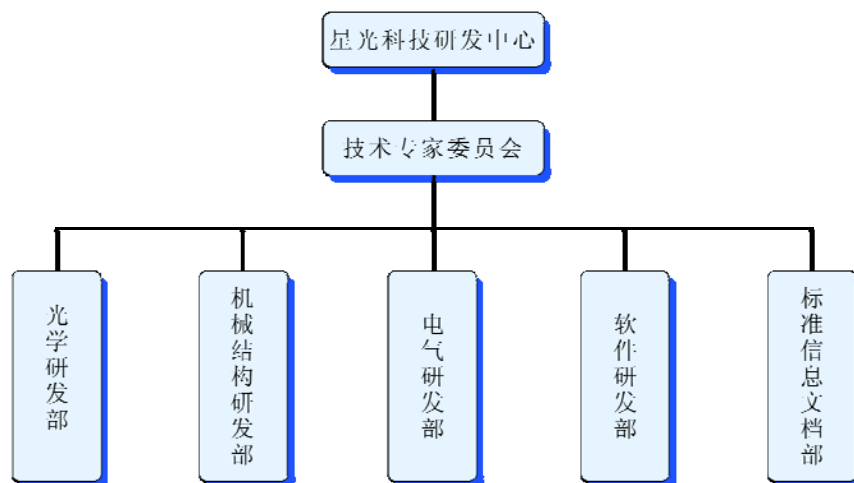 星光科技研发中心
技术专家委员会
光学研发部
机械结构研发部
电气研发部
软件研发部
标准信息文档部